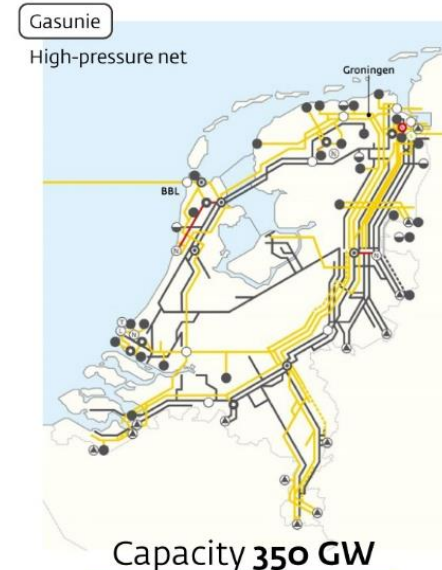 Gasunie
High-pressure net
Groningen
BBL
Capacity 350 GW